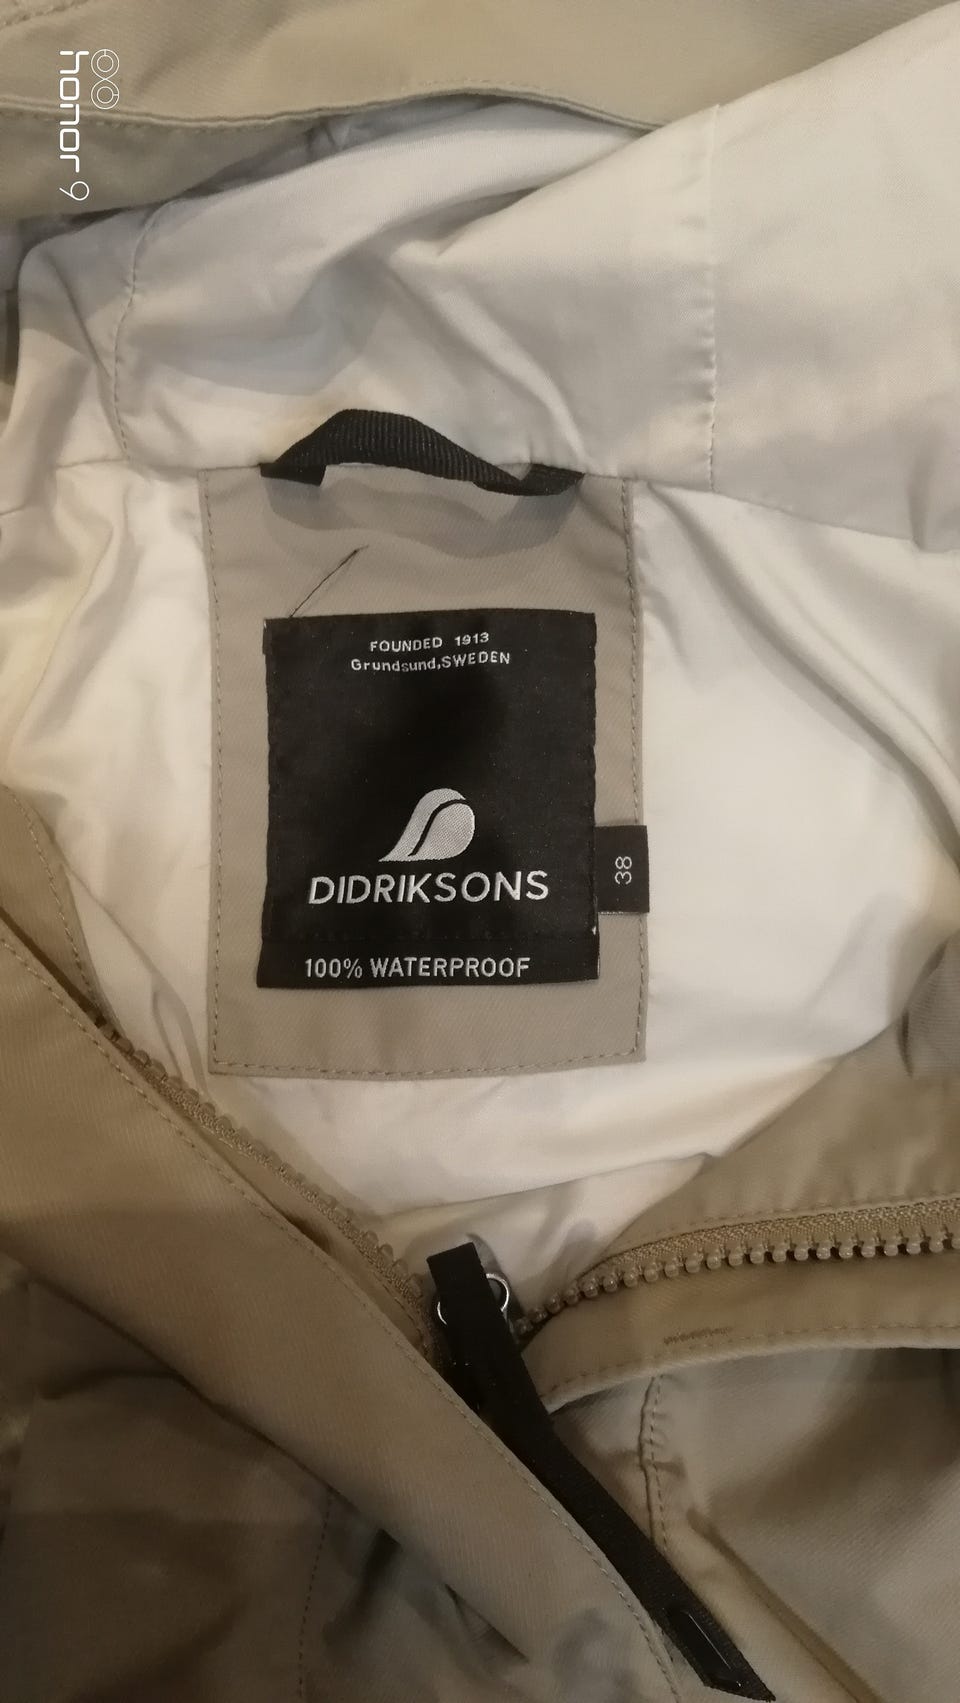 honor 9
FOUNDED 1913
Grundsund,SWEDEN
DIDRIKSONS
38
100% WATERPROOF